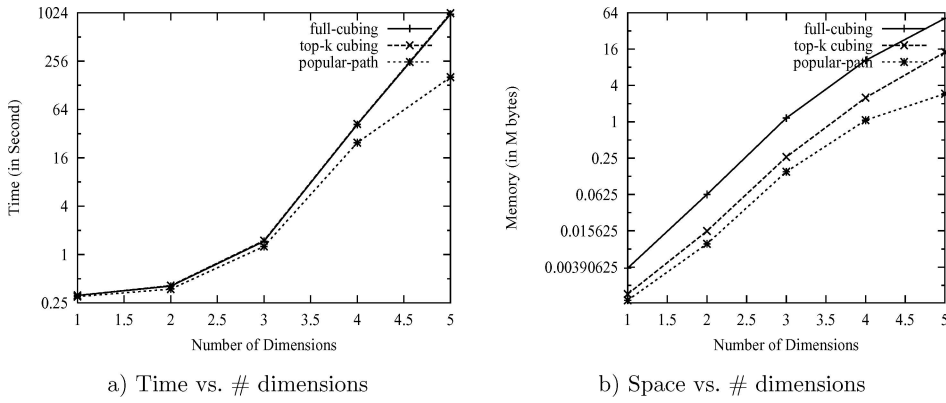 1024
256
64
16
4
1
0.25
1 1.5 2 2.5 3 3.5 4 4.5 5
Time (in Second)
Number of Dimensions
full-cubing
top-k cubing
popular-path
a) Time vs. # dimensions
64
16
4
1
0.25
0.0625
0.015625
0.00390625
1 1.5 2 2.5 3 3.5 4 4.5 5
Memory (in M bytes)
Number of Dimensions
full-cubing
top-k cubing
popular-path
b) Space vs. # dimensions